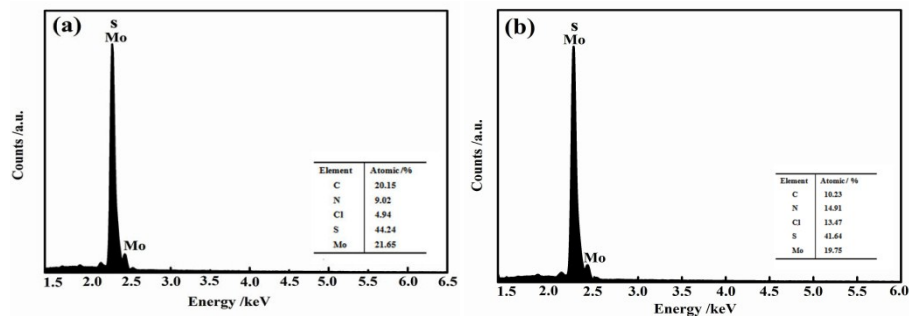 (a)
S
Mo
Mo
Counts /a.u.
Element Atomic/%
C 20.15
N 9.02
Cl 4.94
S 44.24
Mo 21.65
2.0 2.5 3.0 3.5 4.0 4.5 5.0 5.5 6.0 6.5
Energy /keV
(b)
S
Mo
Mo
Counts /a.u.
Element Atomic / %
C 10.23
N 14.91
Cl 13.47
S 41.64
Mo 19.75
1.5 2.0 2.5 3.0 3.5 4.0 4.5 5.0 5.5 6.0
Energy /keV